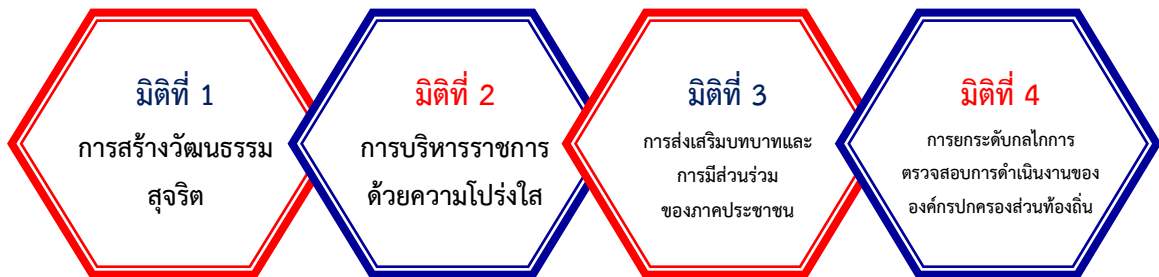 มิติที่ 1
การสร้างวัฒนธรรม
สุจริต
มิติที่ 2
การบริหารราชการ
ด้วยความโปร่งใส
มิติที่ 3
การส่งเสริมบทบาทและ
การมีส่วนร่วม
ของภาคประชาชน
มิติที่ 4
การยกระดับกลไกการ
ตรวจสอบการดำเนินงานของ
องค์กรปกครองส่วนท้องถิ่น